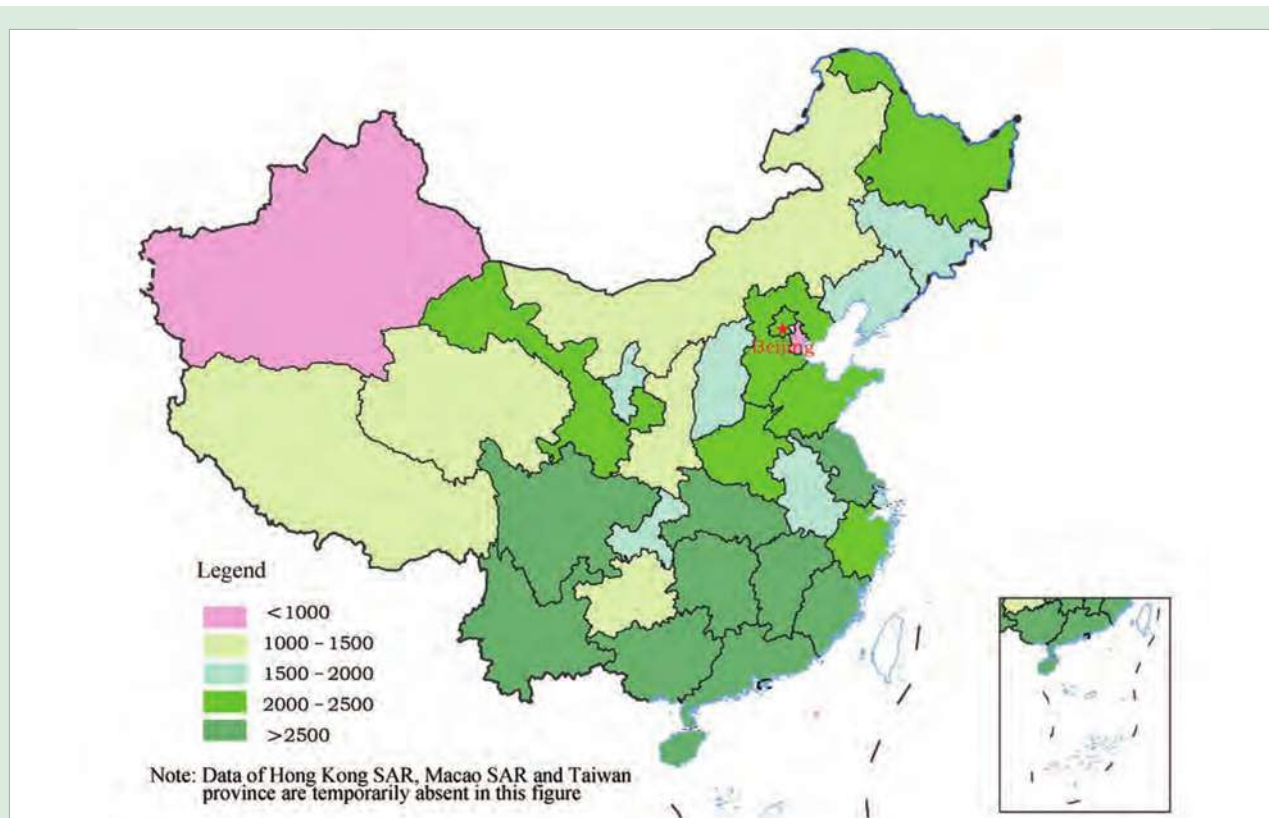 Beijing
Legend
<1000
1000 - 1500
1500 - 2000
2000 - 2500
>2500
Note: Data of Hong Kong SAR, Macao SAR and Taiwan
province are temporarily absent in this figure